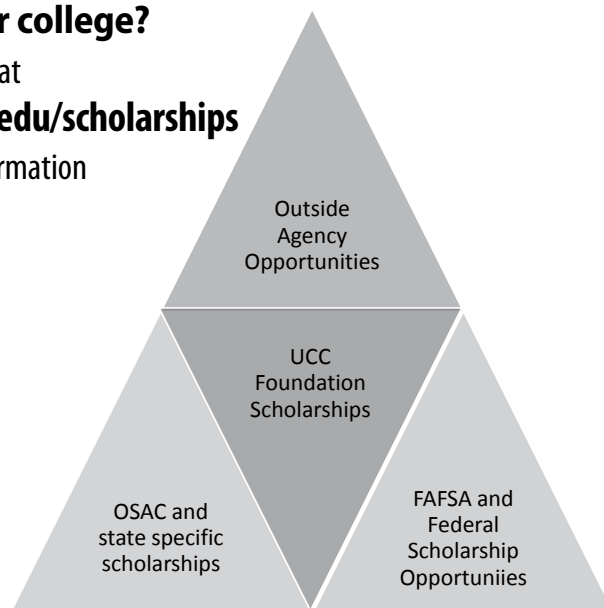 r college?
at
edu/scholarships
rmation
Outside
Agency
Opportunities
UCC
Foundation
Scholarships
OSAC and
state specific
scholarships
FAFSA and
Federal
Scholarship
Opportuniies